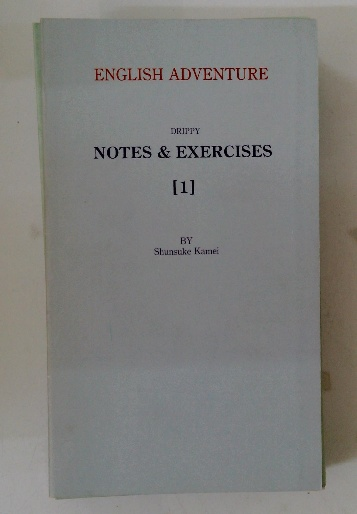 ENGLISH ADVENTURE
DRIPPY
NOTES & EXERCISES
[1]
BY
Shunsuke Kamei